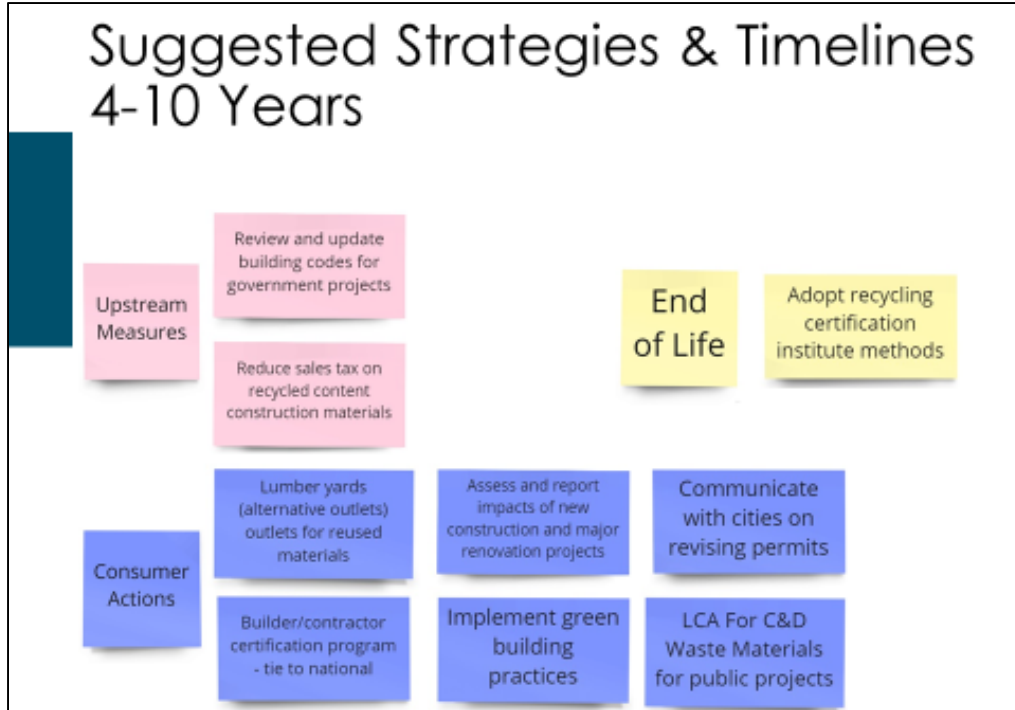 Suggested Strategies & Timelines
4-10 Years
Upstream
Measures
Review and update
building codes for
government projects
Reduce sales tax on
recycled content
construction materials
End
of Life
Adopt recycling
certification
institute methods
Consumer
Actions
Lumber yards
(alternative outlets)
outlets for reused
materials
Assess and report
impacts of new
construction and major
renovation projects
Communicate
with cities on
revising permits
Builder/contractor
certification program
- tie to national
Implement green
building
practices
LCA For C&D
Waste Materials
for public projects